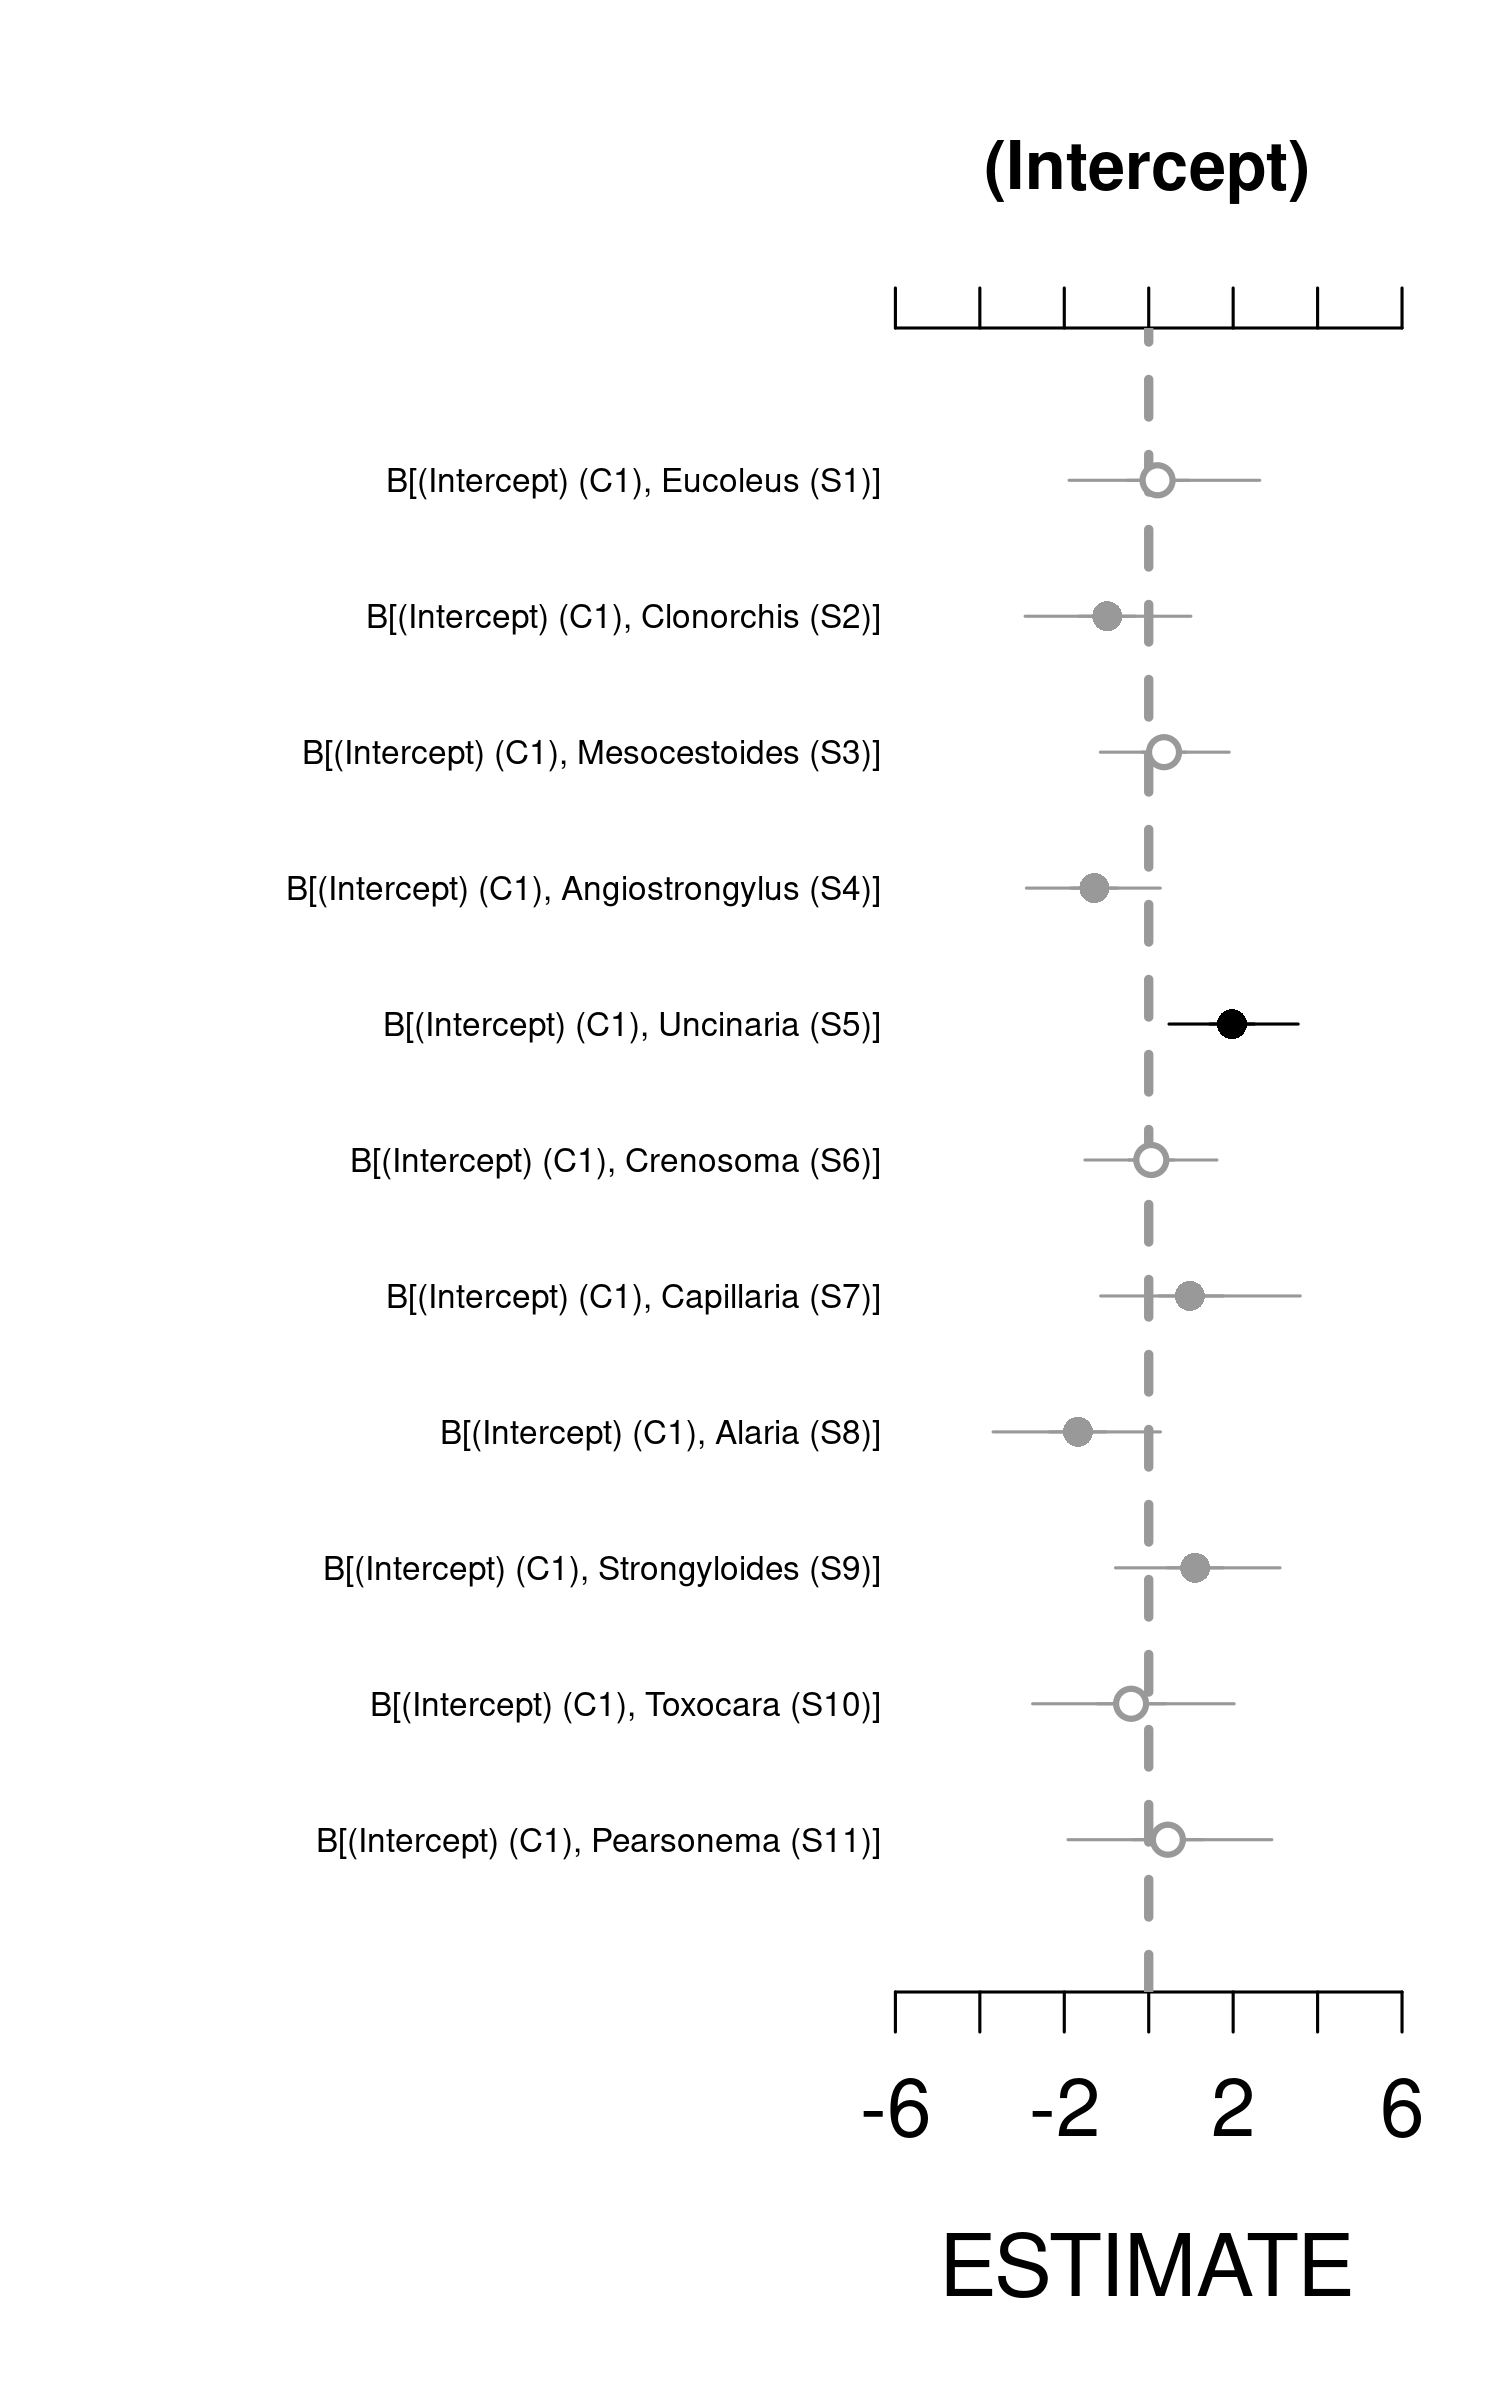 (Intercept)
B[(Intercept) (C1), Eucoleus (S1)]
B[(Intercept) (C1), Clonorchis (S2)]
B[(Intercept) (C1), Mesocestoides (S3)]
B[(Intercept) (C1), Angiostrongylus (S4)]
B[(Intercept) (C1), Uncinaria (S5)]
B[(Intercept) (C1), Crenosoma (S6)]
B[(Intercept) (C1), Capillaria (S7)]
B[(Intercept) (C1), Alaria (S8)]
B[(Intercept) (C1), Strongyloides (S9)]
B[(Intercept) (C1), Toxocara (S10)]
B[(Intercept) (C1), Pearsonema (S11)]
-6 -2 2 6
ESTIMATE